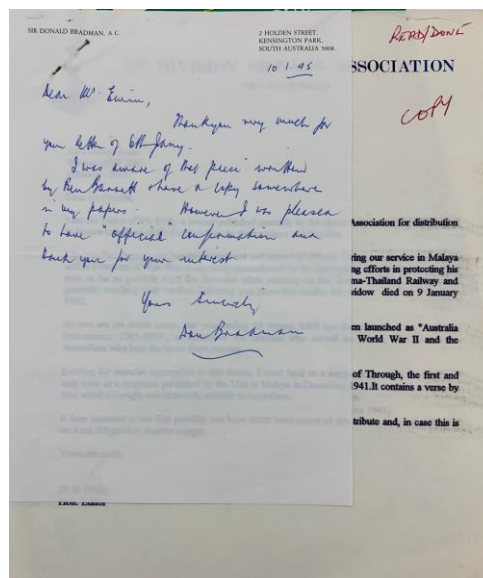 SIR DONALD BRADMAN, A.C.
2 HOLDEN STREET,
KENSINGTON PARK,
SOUTH AUSTRALIA 5068.
10.1.95
Dear Mr
Thankyou very much for
your letter of 6th Jany.
I was aware of that piece written
by Ben Garnett & have a copy somewhere
in my papers. However I was pleased
to have "official" confirmation and
thank you for your interest
Yours Sincerely
Don Bradman
READ/DONE
SSOCIATION
COPY
Association for distribution
ring our service in Malaya
ng efforts in protecting his
ma-Thailand Railway and
widow died on 9 January
en launched as "Australia
World War II and the
of Through, the first and
1941.It contains a verse by
tribute and, in case this is
Hon. Editor